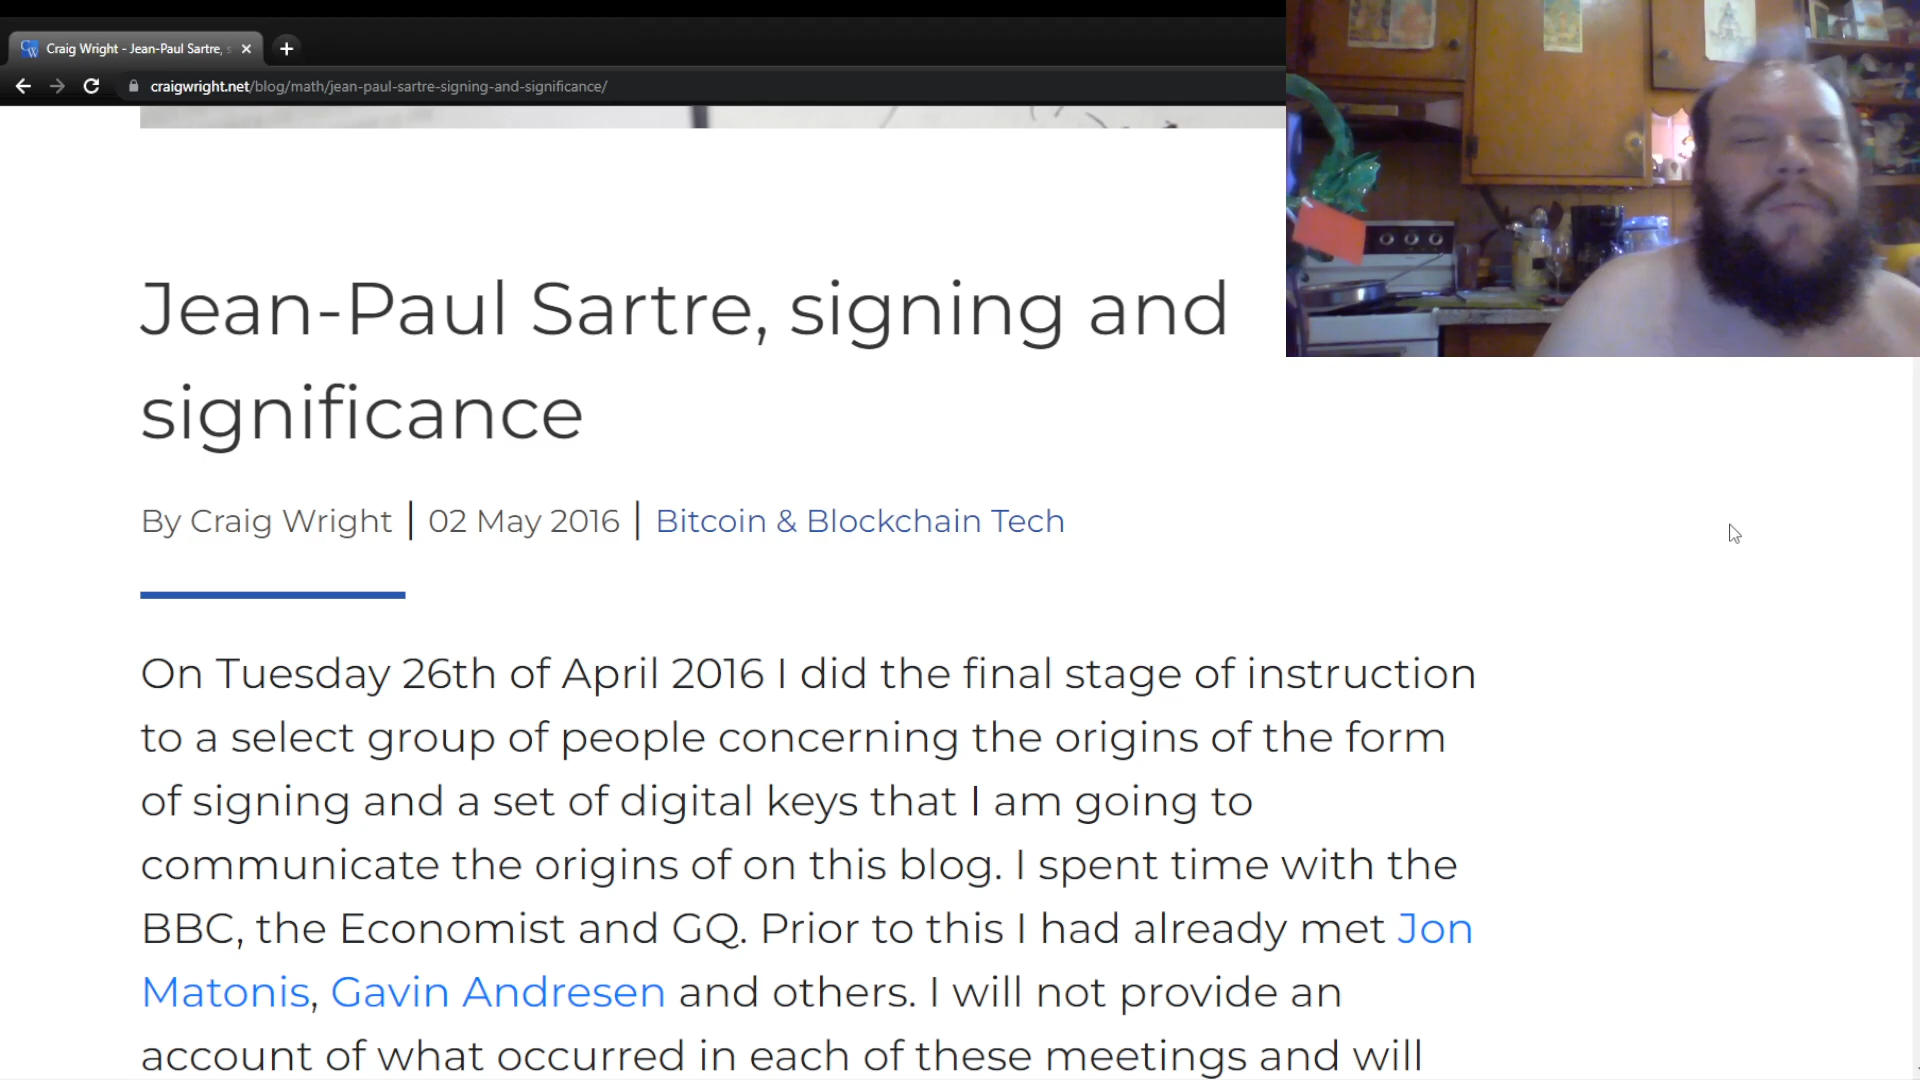 Craig Wright - Jean-Paul Sartre, s
craigwright.net/blog/math/jean-paul-sartre-signing-and-significance/
Jean-Paul Sartre, signing and
significance
By Craig Wright | 02 May 2016 | Bitcoin & Blockchain Tech
On Tuesday 26th of April 2016 I did the final stage of instruction
to a select group of people concerning the origins of the form
of signing and a set of digital keys that I am going to
communicate the origins of on this blog. I spent time with the
BBC, the Economist and GQ. Prior to this I had already met Jon
Matonis, Gavin Andresen and others. I will not provide an
account of what occurred in each of these meetings and will